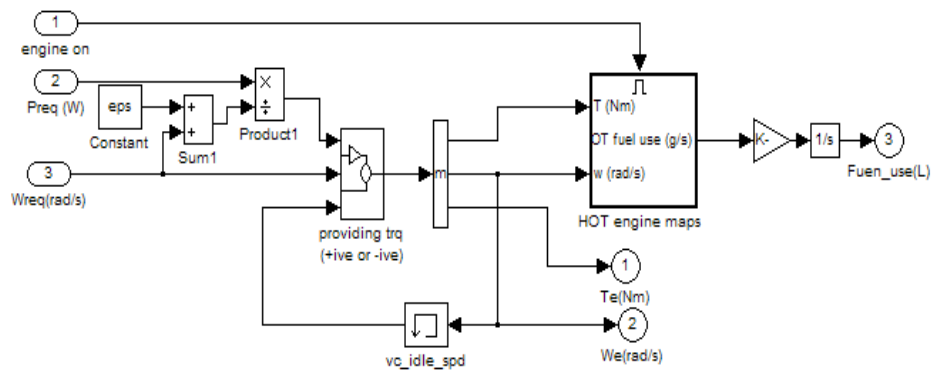 1
engine on
2
Preq (W)
eps
Constant
+
+
Sum1
X
÷
Product1
3
Wreq(rad/s)
providing trq
(+ive or -ive)
m
T (Nm)
OT fuel use (g/s)
w (rad/s)
HOT engine maps
K-
1/s
3
Fuen_use(L)
1
Te(Nm)
2
We(rad/s)
vc_idle_spd